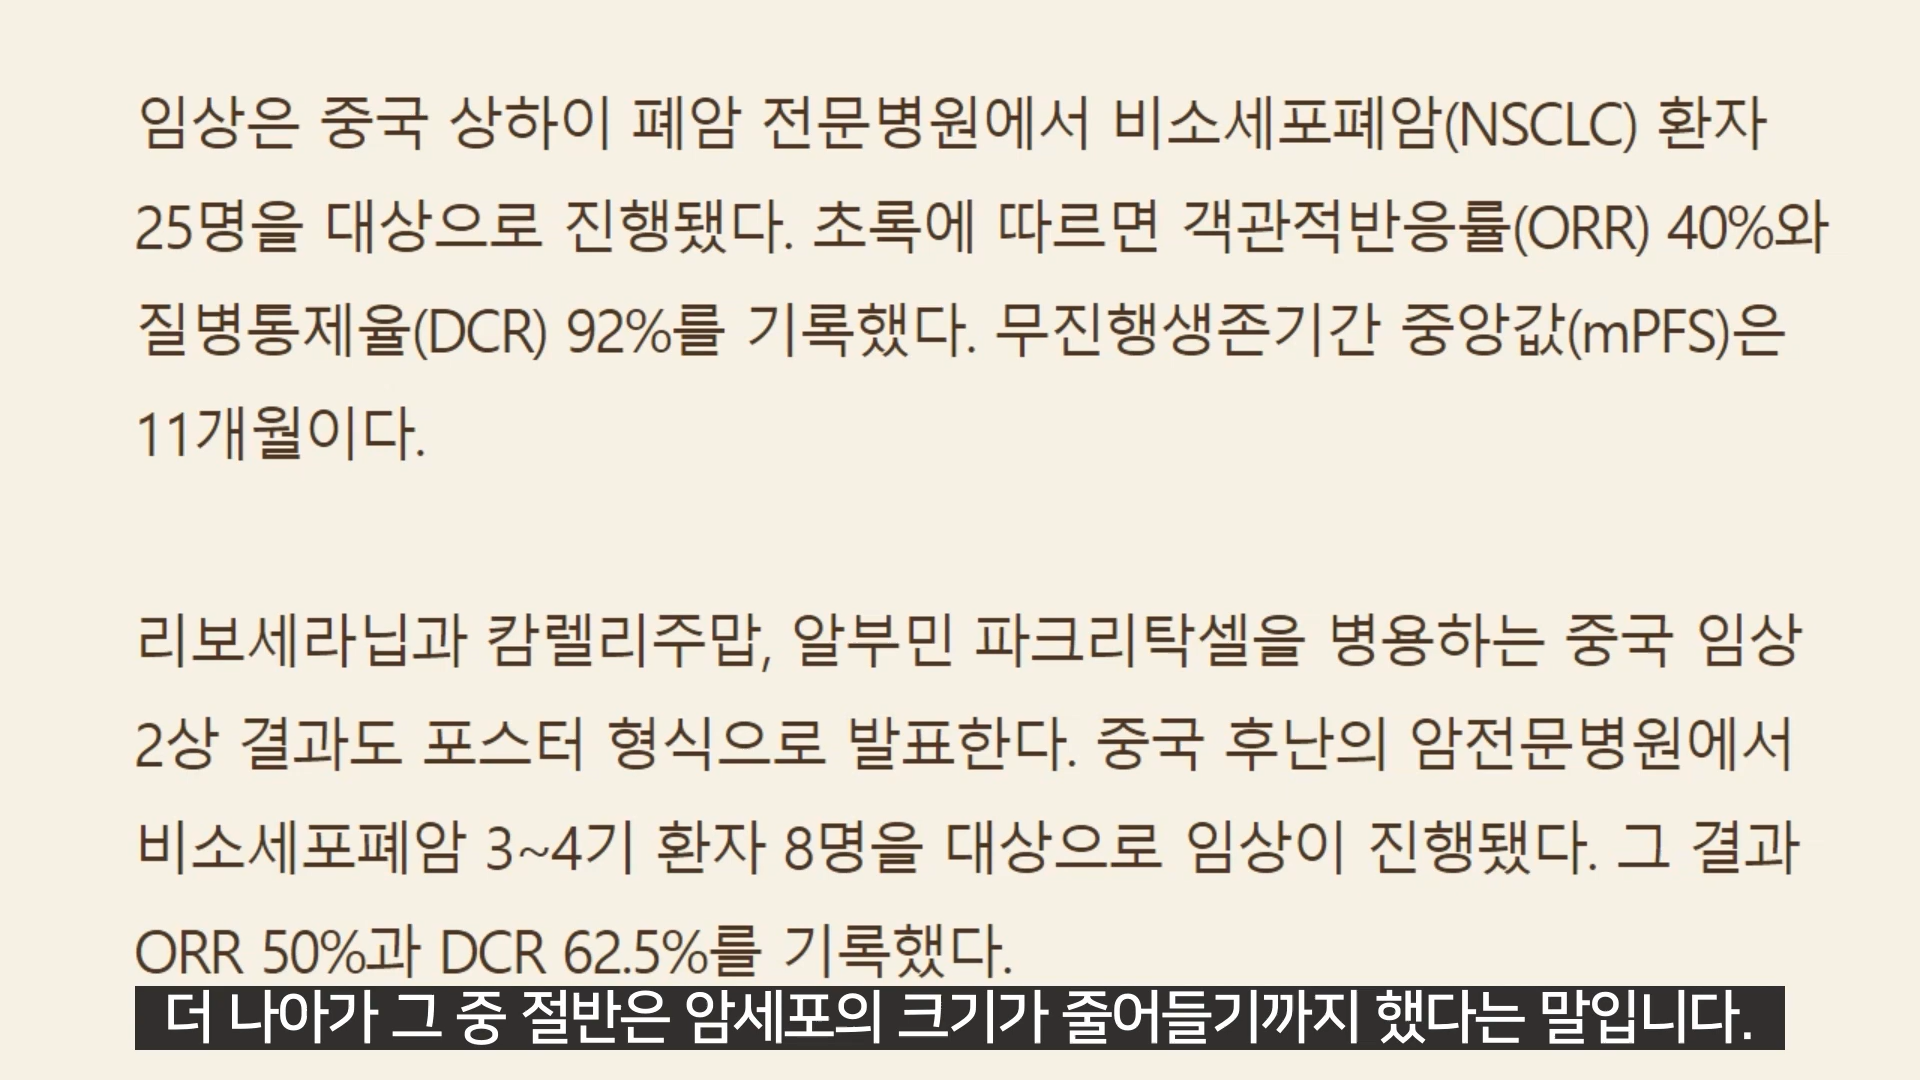 임상은 중국 상하이 폐암 전문병원에서 비소세포폐암(NSCLC) 환자
25명을 대상으로 진행됐다. 초록에 따르면 객관적반응률(ORR) 40%와
질병통제율(DCR) 92%를 기록했다. 무진행생존기간 중앙값(mPFS)은
11개월이다.
리보세라닙과 캄렐리주맙, 알부민 파크리탁셀을 병용하는 중국 임상
2상 결과도 포스터 형식으로 발표한다. 중국 후난의 암전문병원에서
비소세포폐암 3~4기 환자 8명을 대상으로 임상이 진행됐다. 그 결과
ORR 50%과 DCR 62.5%를 기록했다.
더 나아가 그 중 절반은 암세포의 크기가 줄어들기까지 했다는 말입니다.